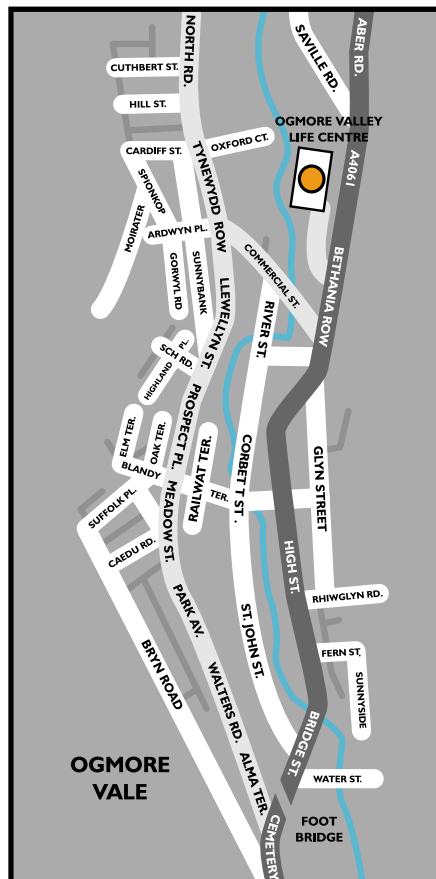 NORTH RD.
SAVILLE RD.
ABER RD.
CUTHBERT ST.
HILL ST.
OGMORE VALLEY
LIFE CENTRE
CARDIFF ST.
OXFORD CT.
TYNEWYDD ROW
A4061
SPIONKOP
MOIRATER
ARDWYN PL.
GORWYL RD
SUNNYBANK
COMMERCIAL ST.
BETHANIA ROW
LLEWELLYN ST.
RIVER ST.
SCH RD.
HIGHLAND PL.
PROSPECT PL.
ELM TER.
OAK TER.
BLANDY TER.
RAILWAT TER.
CORBET T ST.
GLYN STREET
SUFFOLK PL.
MEADOW ST.
CAEDU RD.
HIGH ST.
RHIWGLYN RD.
PARK AV.
ST. JOHN ST.
BRYN ROAD
FERN ST.
SUNNYSIDE
WALTERS RD.
BRIDGE ST.
ALMA TER.
WATER ST.
OGMORE
VALE
FOOT
BRIDGE
CEMETERY